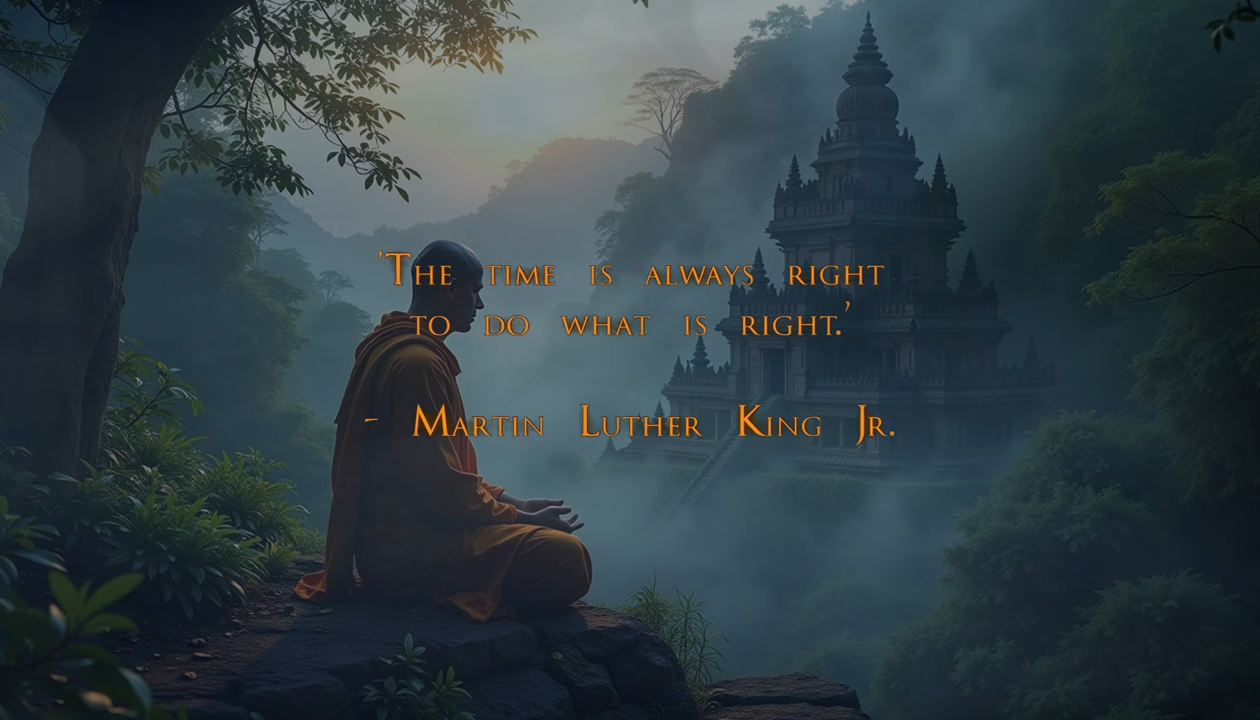 'The time is always right
to do what is right.'
- Martin Luther King Jr.